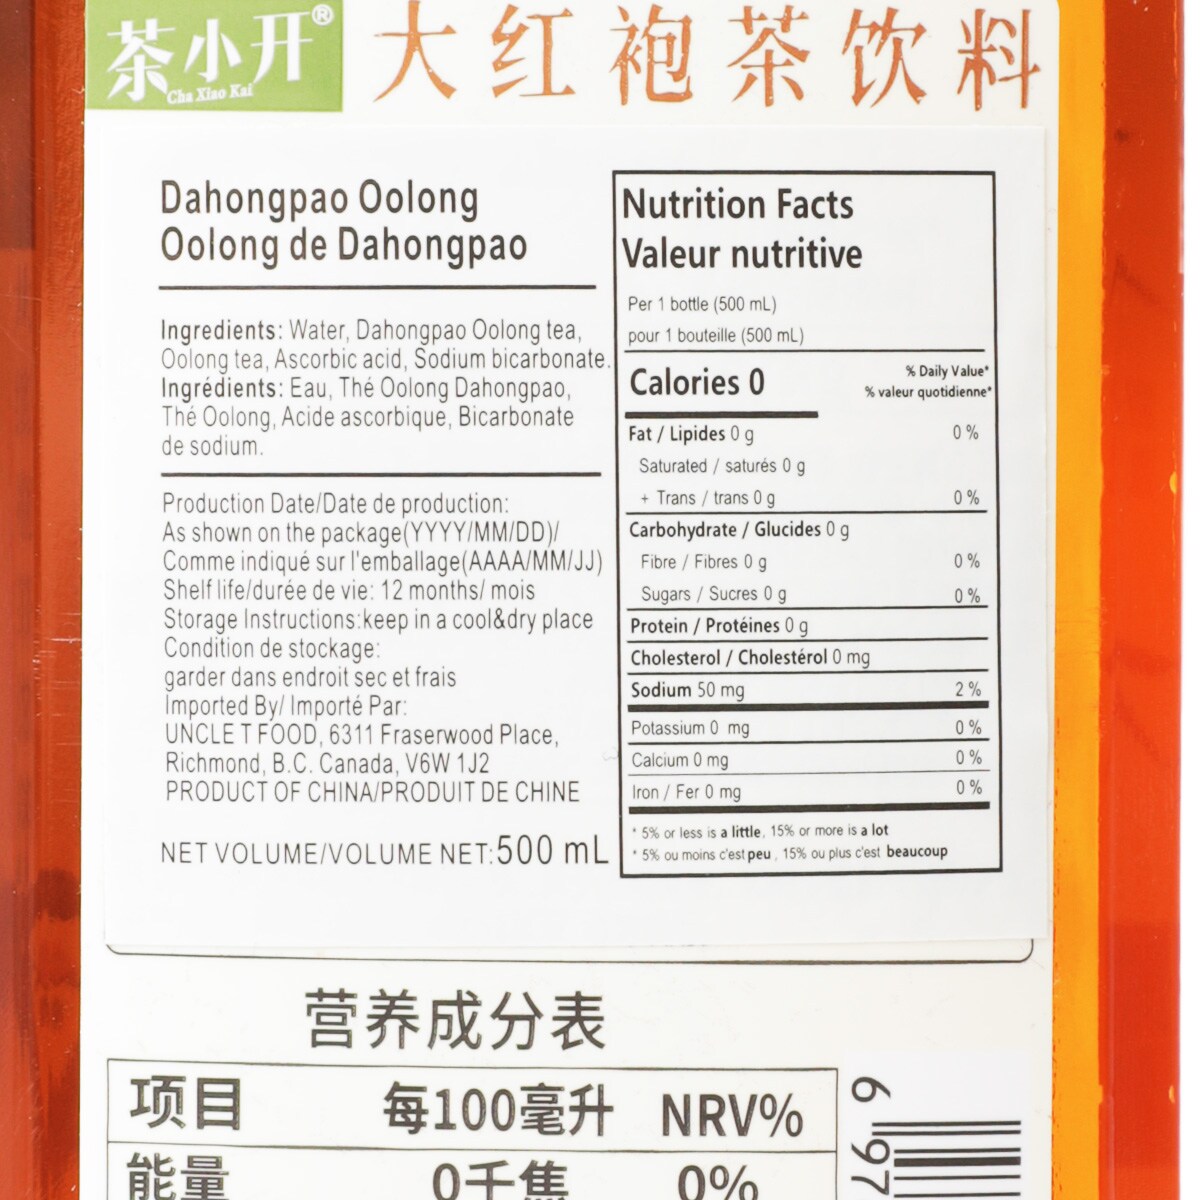 茶小开®
Cha Xiao Kai
大红袍茶饮料
Dahongpao Oolong
Oolong de Dahongpao
Ingredients: Water, Dahongpao Oolong tea,
Oolong tea, Ascorbic acid, Sodium bicarbonate.
Ingrédients: Eau, Thé Oolong Dahongpao,
Thé Oolong, Acide ascorbique, Bicarbonate
de sodium.
Production Date/Date de production:
As shown on the package(YYYY/MM/DD)/
Comme indiqué sur l'emballage(AAAA/MM/JJ)
Shelf life/durée de vie: 12 months/ mois
Storage Instructions:keep in a cool&dry place
Condition de stockage:
garder dans endroit sec et frais
Imported By/ Importé Par:
UNCLE T FOOD, 6311 Fraserwood Place,
Richmond, B.C. Canada, V6W 1J2
PRODUCT OF CHINA/PRODUIT DE CHINE
NET VOLUME/VOLUME NET:500 mL
Nutrition Facts
Valeur nutritive
Per 1 bottle (500 mL)
pour 1 bouteille (500 mL)
Calories 0
% Daily Value*
% valeur quotidienne*
Fat / Lipides 0 g 0 %
Saturated / saturés 0 g
+ Trans / trans 0 g 0 %
Carbohydrate / Glucides 0 g
Fibre / Fibres 0 g 0 %
Sugars / Sucres 0 g 0 %
Protein / Protéines 0 g
Cholesterol / Cholestérol 0 mg
Sodium 50 mg 2 %
Potassium 0 mg 0 %
Calcium 0 mg 0 %
Iron / Fer 0 mg 0 %
* 5% or less is a little, 15% or more is a lot
* 5% ou moins c'est peu , 15% ou plus c'est beaucoup
营养成分表
项目 每100毫升 NRV%
能量 0千焦 0%
6 97